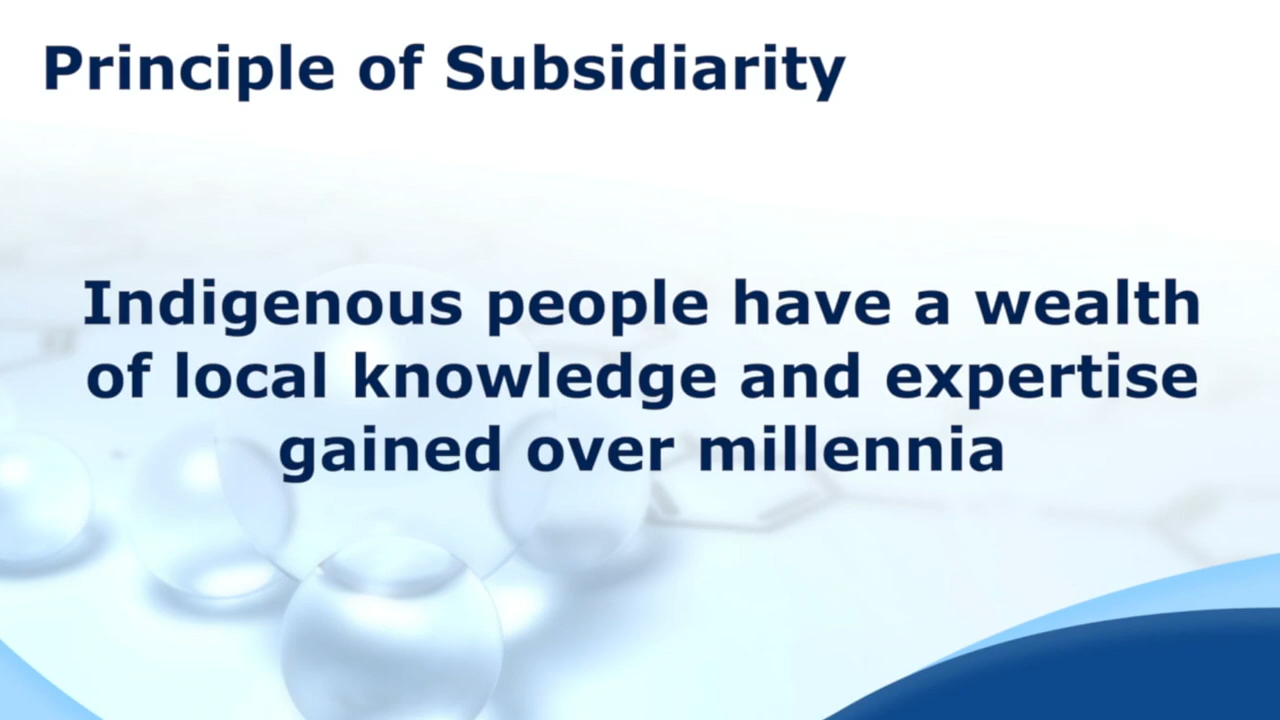 Principle of Subsidiarity
Indigenous people have a wealth
of local knowledge and expertise
gained over millennia